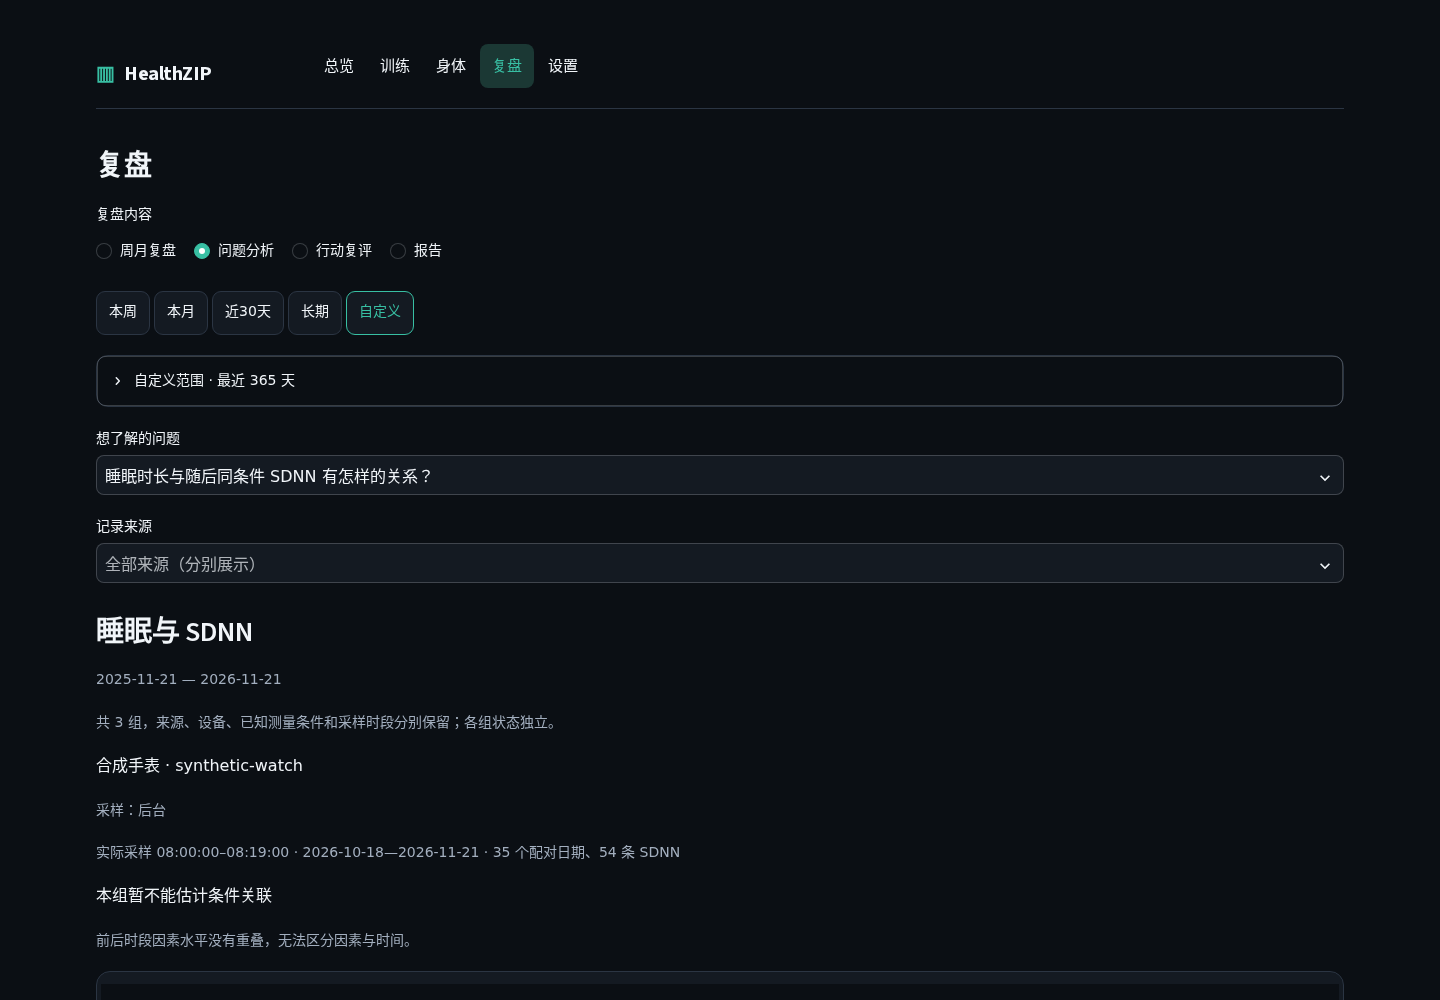 HealthZIP
总览 训练 身体 复盘 设置
复盘
复盘内容
周月复盘 问题分析 行动复评 报告
本周 本月 近30天 长期 自定义
自定义范围 · 最近 365 天
想了解的问题
睡眠时长与随后同条件 SDNN 有怎样的关系？
记录来源
全部来源（分别展示）
睡眠与 SDNN
2025-11-21 — 2026-11-21
共 3 组，来源、设备、已知测量条件和采样时段分别保留；各组状态独立。
合成手表 · synthetic-watch
采样：后台
实际采样 08:00:00–08:19:00 · 2026-10-18—2026-11-21 · 35 个配对日期、54 条 SDNN
本组暂不能估计条件关联
前后时段因素水平没有重叠，无法区分因素与时间。